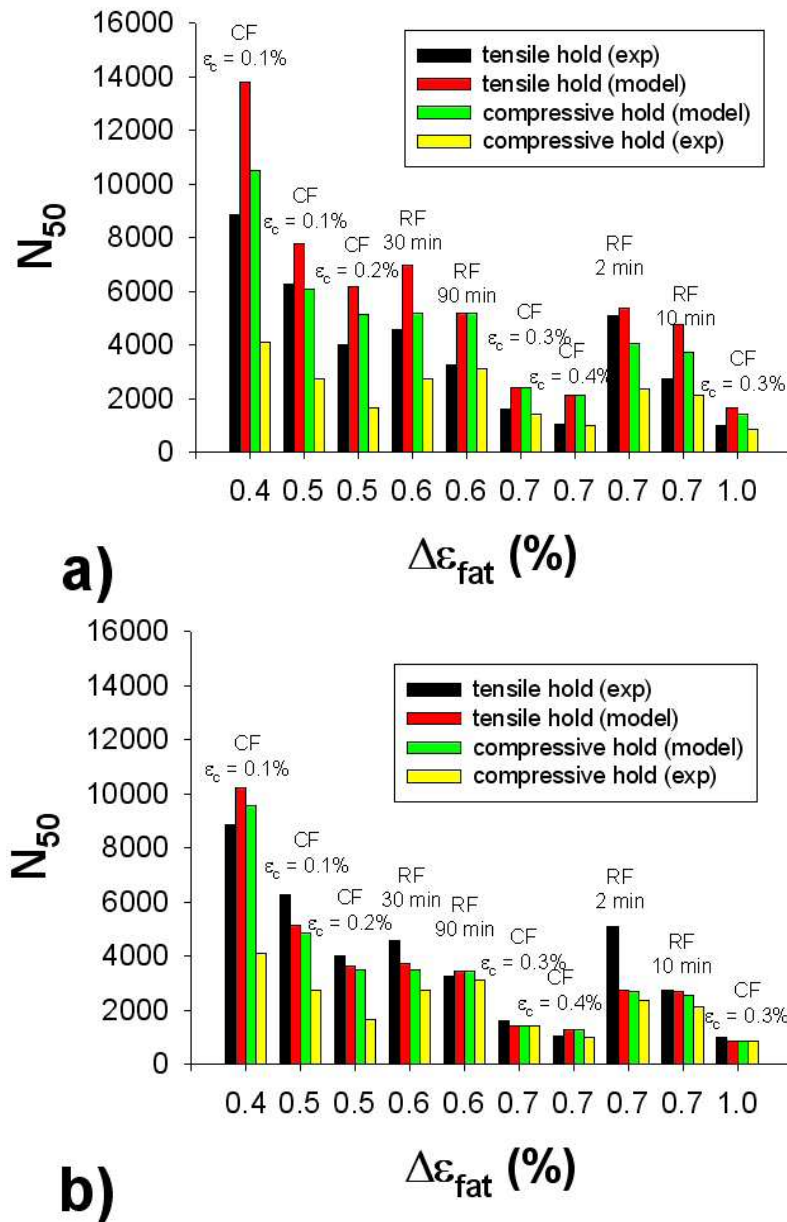 16000
14000
12000
10000
8000
6000
4000
2000
0
N50
tensile hold (exp)
tensile hold (model)
compressive hold (model)
compressive hold (exp)
CF
εc = 0.1%
CF
εc = 0.1%
CF
εc = 0.2%
RF
30 min
RF
90 min
CF
εc = 0.3%
CF
εc = 0.4%
RF
2 min
RF
10 min
CF
εc = 0.3%
0.4 0.5 0.5 0.6 0.6 0.7 0.7 0.7 0.7 1.0
Δεfat (%)
a)
16000
14000
12000
10000
8000
6000
4000
2000
0
N50
tensile hold (exp)
tensile hold (model)
compressive hold (model)
compressive hold (exp)
CF
εc = 0.1%
CF
εc = 0.1%
CF
εc = 0.2%
RF
30 min
RF
90 min
CF
εc = 0.3%
CF
εc = 0.4%
RF
2 min
RF
10 min
CF
εc = 0.3%
0.4 0.5 0.5 0.6 0.6 0.7 0.7 0.7 0.7 1.0
Δεfat (%)
b)